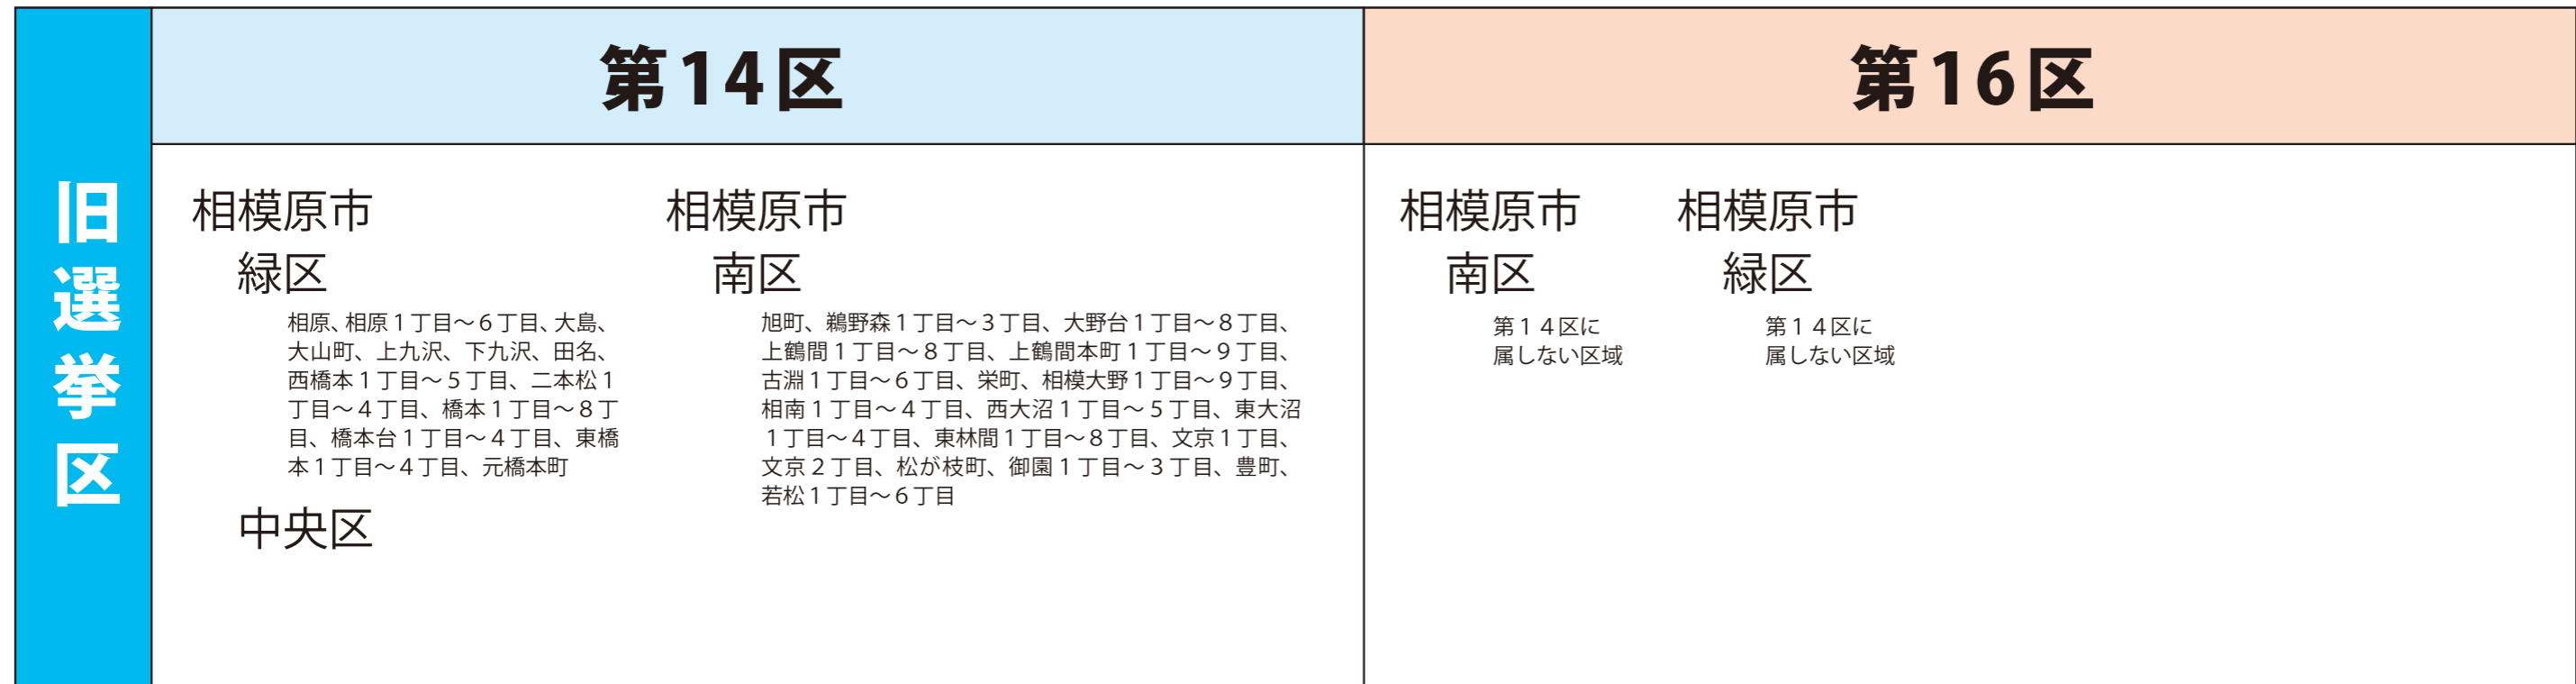 旧選挙区
第14区
相模原市
緑区
相原、相原１丁目～６丁目、大島、
大山町、上九沢、下九沢、田名、
西橋本１丁目～５丁目、二本松１
丁目～４丁目、橋本１丁目～８丁
目、橋本台１丁目～４丁目、東橋
本１丁目～４丁目、元橋本町
中央区
相模原市
南区
旭町、鵜野森１丁目～３丁目、大野台１丁目～８丁目、
上鶴間１丁目～８丁目、上鶴間本町１丁目～９丁目、
古淵１丁目～６丁目、栄町、相模大野１丁目～９丁目、
相南１丁目～４丁目、西大沼１丁目～５丁目、東大沼
１丁目～４丁目、東林間１丁目～８丁目、文京１丁目、
文京２丁目、松が枝町、御園１丁目～３丁目、豊町、
若松１丁目～６丁目
第16区
相模原市
南区
第１４区に
属しない区域
相模原市
緑区
第１４区に
属しない区域